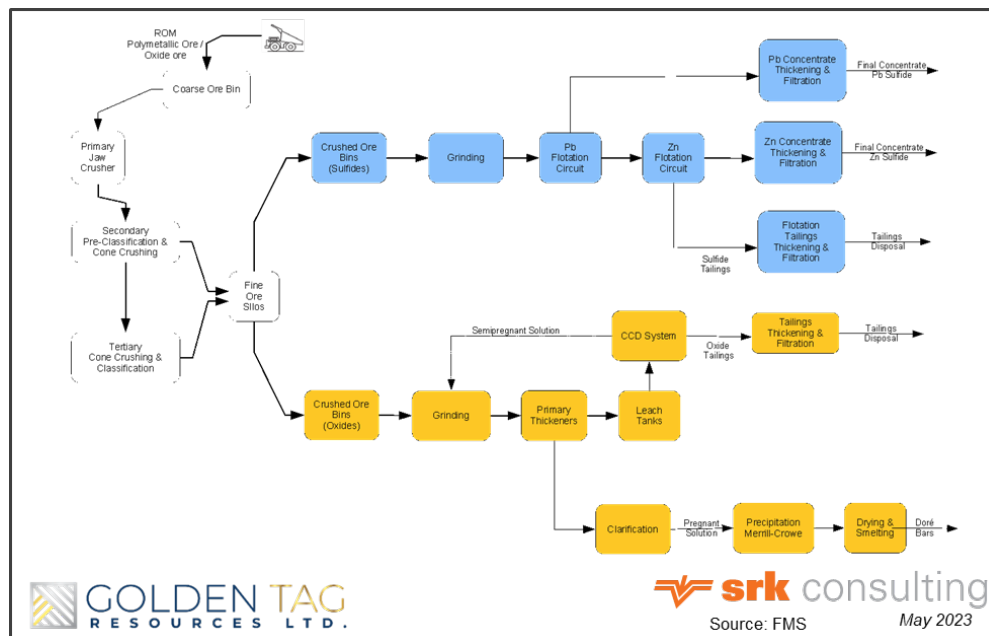 ROM
Polymetallic Ore /
Oxide ore
Coarse Ore Bin
Primary
Jaw
Crusher
Secondary
Pre-Classification &
Cone Crushing
Tertiary
Cone Crushing &
Classification
Fine
Ore
Silos
Crushed Ore
Bins
(Sulfides)
Grinding
Pb
Flotation
Circuit
Zn
Flotation
Circuit
Pb Concentrate
Thickening &
Filtration
Final Concentrate
Pb Sulfide
Zn Concentrate
Thickening &
Filtration
Final Concentrate
Zn Sulfide
Sulfide
Tailings
Flotation
Tailings
Thickening &
Filtration
Tailings
Disposal
Semipregnant Solution
CCD System
Oxide
Tailings
Tailings
Thickening &
Filtration
Tailings
Disposal
Crushed Ore
Bins
(Oxides)
Grinding
Primary
Thickeners
Leach
Tanks
Clarification
Pregnant
Solution
Precipitation
Merrill-Crowe
Drying &
Smelting
Doré
Bars
GOLDEN TAG
RESOURCES LTD.
srk consulting
Source: FMS
May 2023